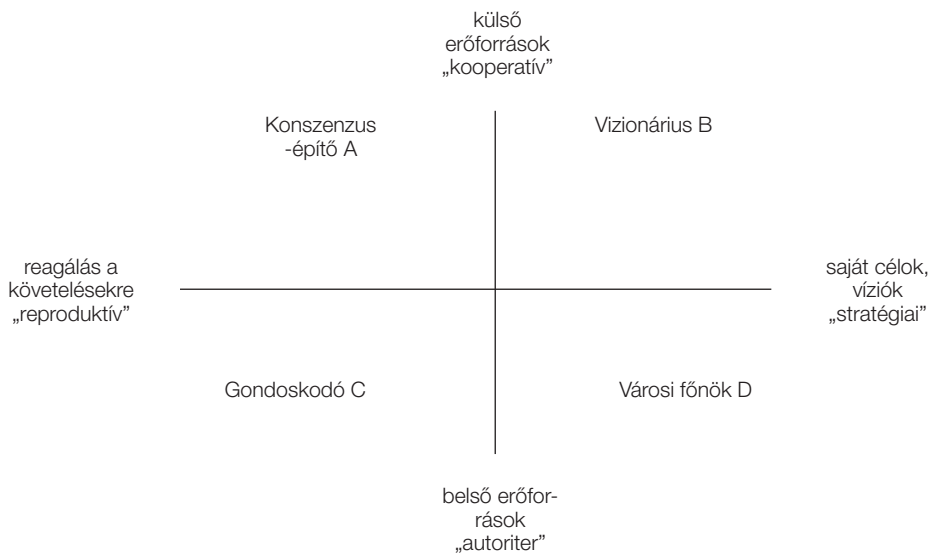 külső
erőforrások
„kooperatív”
Konszenzus
-építő A
Vizionárius B
reagálás a
követelésekre
„reproduktív”
saját célok,
víziók
„stratégiai”
Gondoskodó C
Városi főnök D
belső erőfor-
rások
„autoriter”